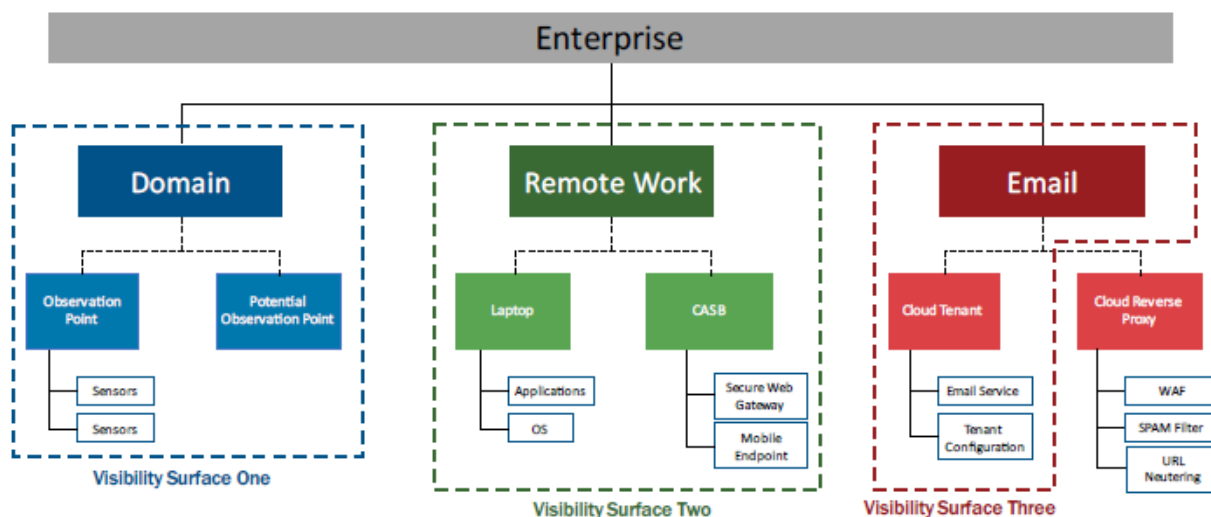 Enterprise
Domain
Remote Work
Email
Observation
Point
Potential
Observation Point
Laptop
CASB
Cloud Tenant
Cloud Reverse
Proxy
Sensors
Sensors
Applications
OS
Secure Web
Gateway
Mobile
Endpoint
Email Service
Tenant
Configuration
WAF
SPAM Filter
URL
Neutering
Visibility Surface One
Visibility Surface Two
Visibility Surface Three